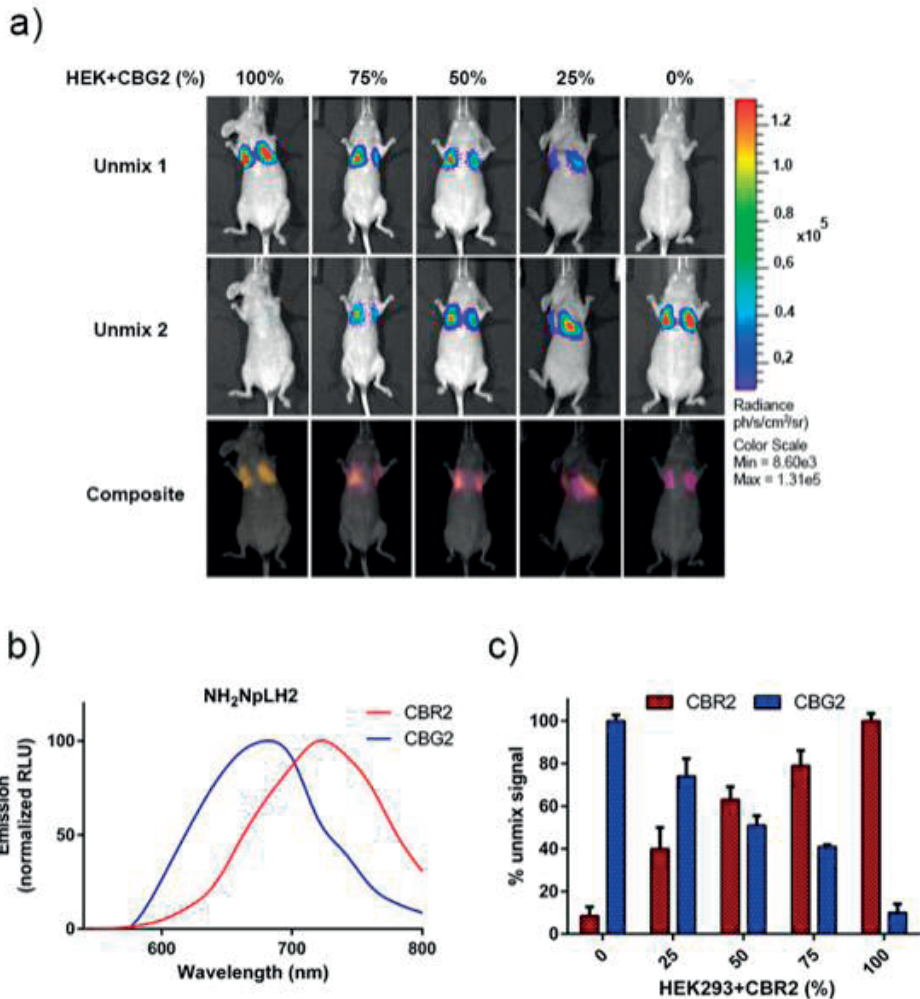 a)
HEK+CBG2 (%) 100% 75% 50% 25% 0%
Unmix 1
Unmix 2
Composite
1.2
1.0
0.8
x10⁵
0,6
0,4
0,2
Radiance
ph/s/cm²/sr)
Color Scale
Min = 8.60e3
Max = 1.31e5
b)
NH₂NpLH2
CBR2
CBG2
Emission
(normalized RLU)
100
50
0
600 700 800
Wavelength (nm)
c)
CBR2 CBG2
% unmix signal
100
80
60
40
20
0
0 25 50 75 100
HEK293+CBR2 (%)